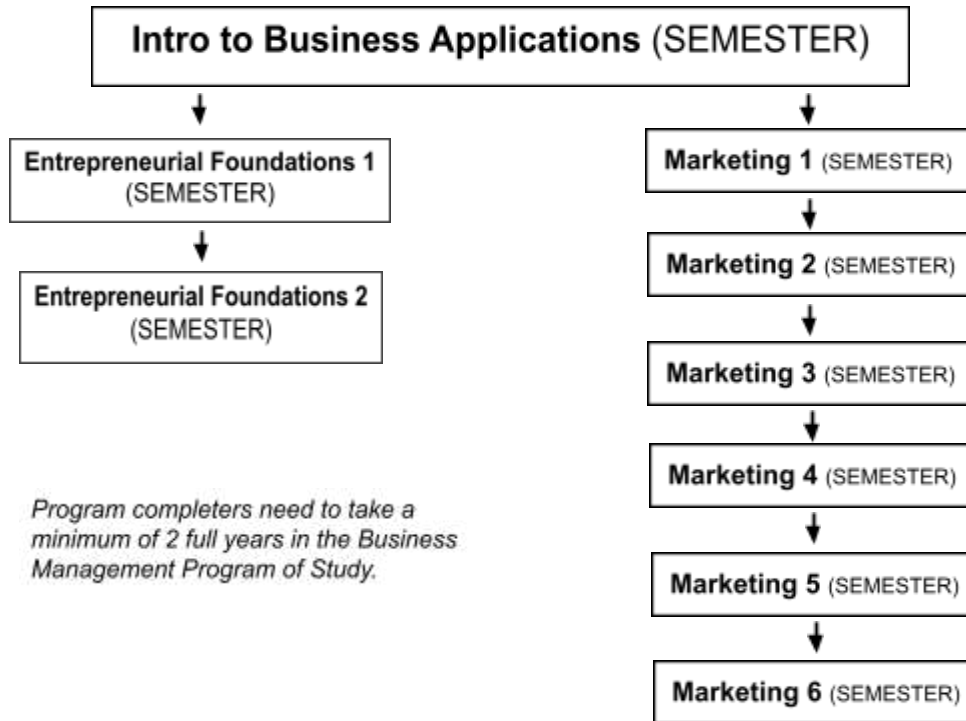 Intro to Business Applications (SEMESTER)
Entrepreneurial Foundations 1
(SEMESTER)
Entrepreneurial Foundations 2
(SEMESTER)
Program completers need to take a
minimum of 2 full years in the Business
Management Program of Study.
Marketing 1 (SEMESTER)
Marketing 2 (SEMESTER)
Marketing 3 (SEMESTER)
Marketing 4 (SEMESTER)
Marketing 5 (SEMESTER)
Marketing 6 (SEMESTER)